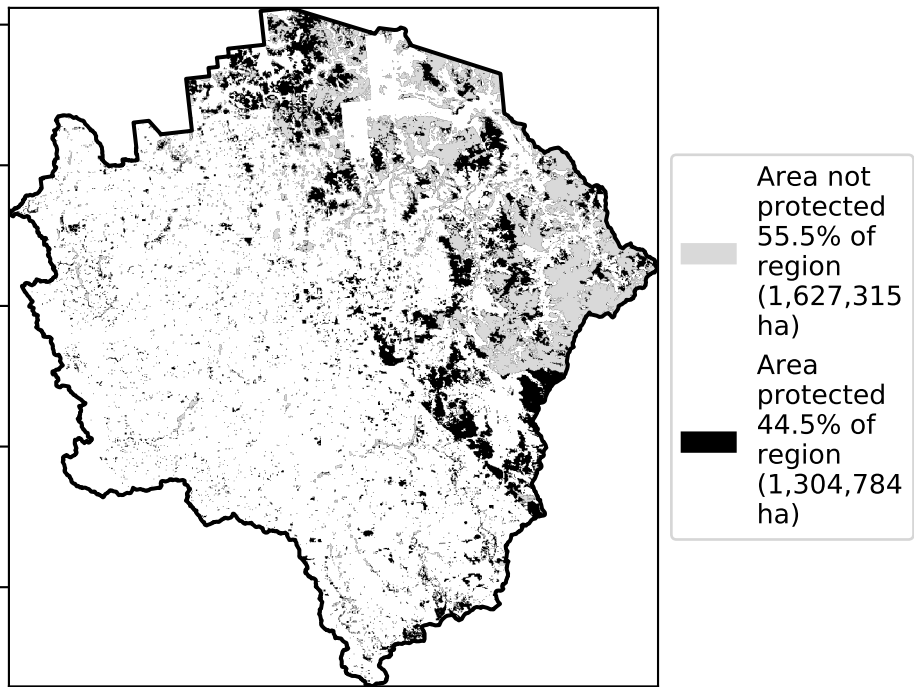 Area not
protected
55.5% of
region
(1,627,315
ha)
Area
protected
44.5% of
region
(1,304,784
ha)